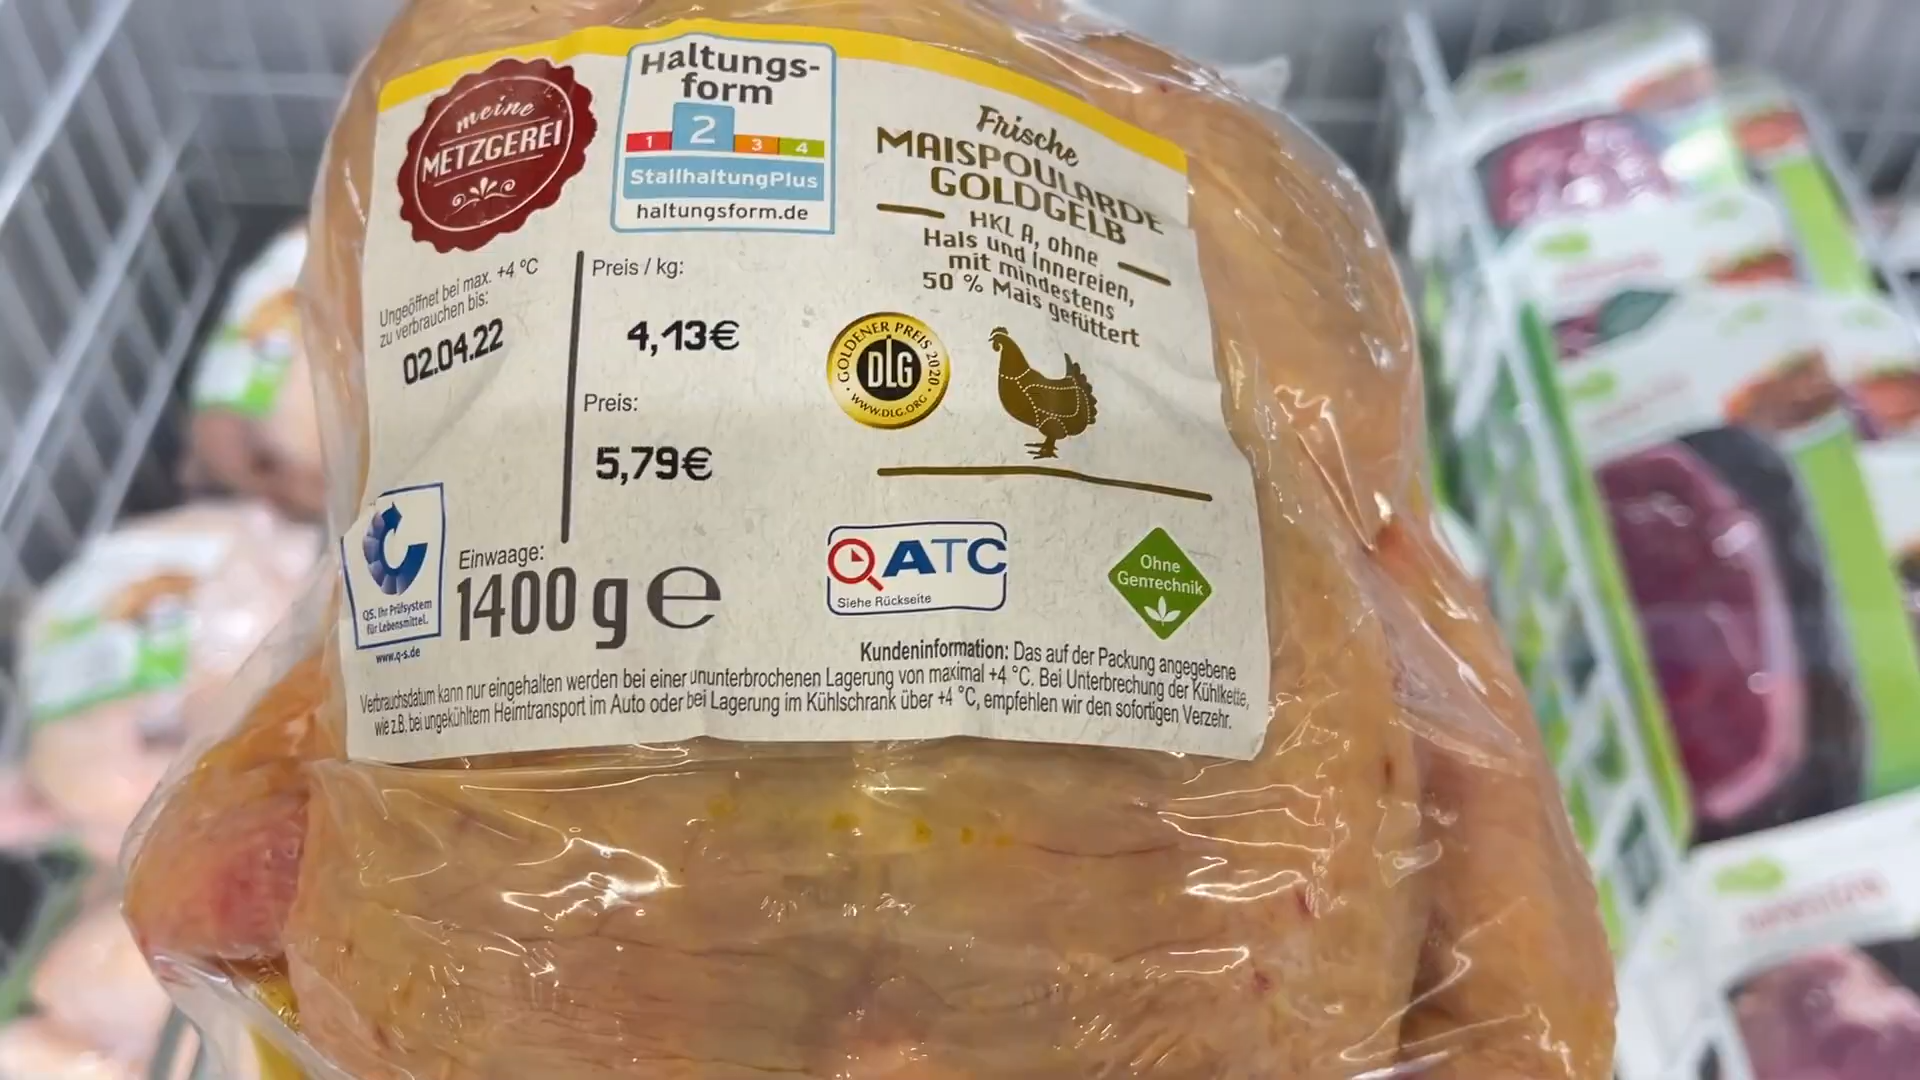 meine
METZGEREI
Haltungs-
form
1 2 3 4
StallhaltungPlus
haltungsform.de
Frische
MAISPOULARDE
GOLDGELB
HKL A, ohne
Hals und Innereien,
mit mindestens
50 % Mais gefüttert
Ungeöffnet bei max. +4 °C
zu verbrauchen bis:
02.04.22
Preis / kg:
4,13€
Preis:
5,79€
GOLDENER PREIS 2020
DLG
WWW.DLG.ORG
QS. Ihr Prüfsystem
für Lebensmittel.
www.q-s.de
Einwaage:
1400 g e
ATC
Siehe Rückseite
Ohne
GenTechnik
Kundeninformation: Das auf der Packung angegebene
Verbrauchsdatum kann nur eingehalten werden bei einer ununterbrochenen Lagerung von maximal +4 °C. Bei Unterbrechung der Kühlkette,
wie z.B. bei ungekühltem Heimtransport im Auto oder bei Lagerung im Kühlschrank über +4 °C, empfehlen wir den sofortigen Verzehr.